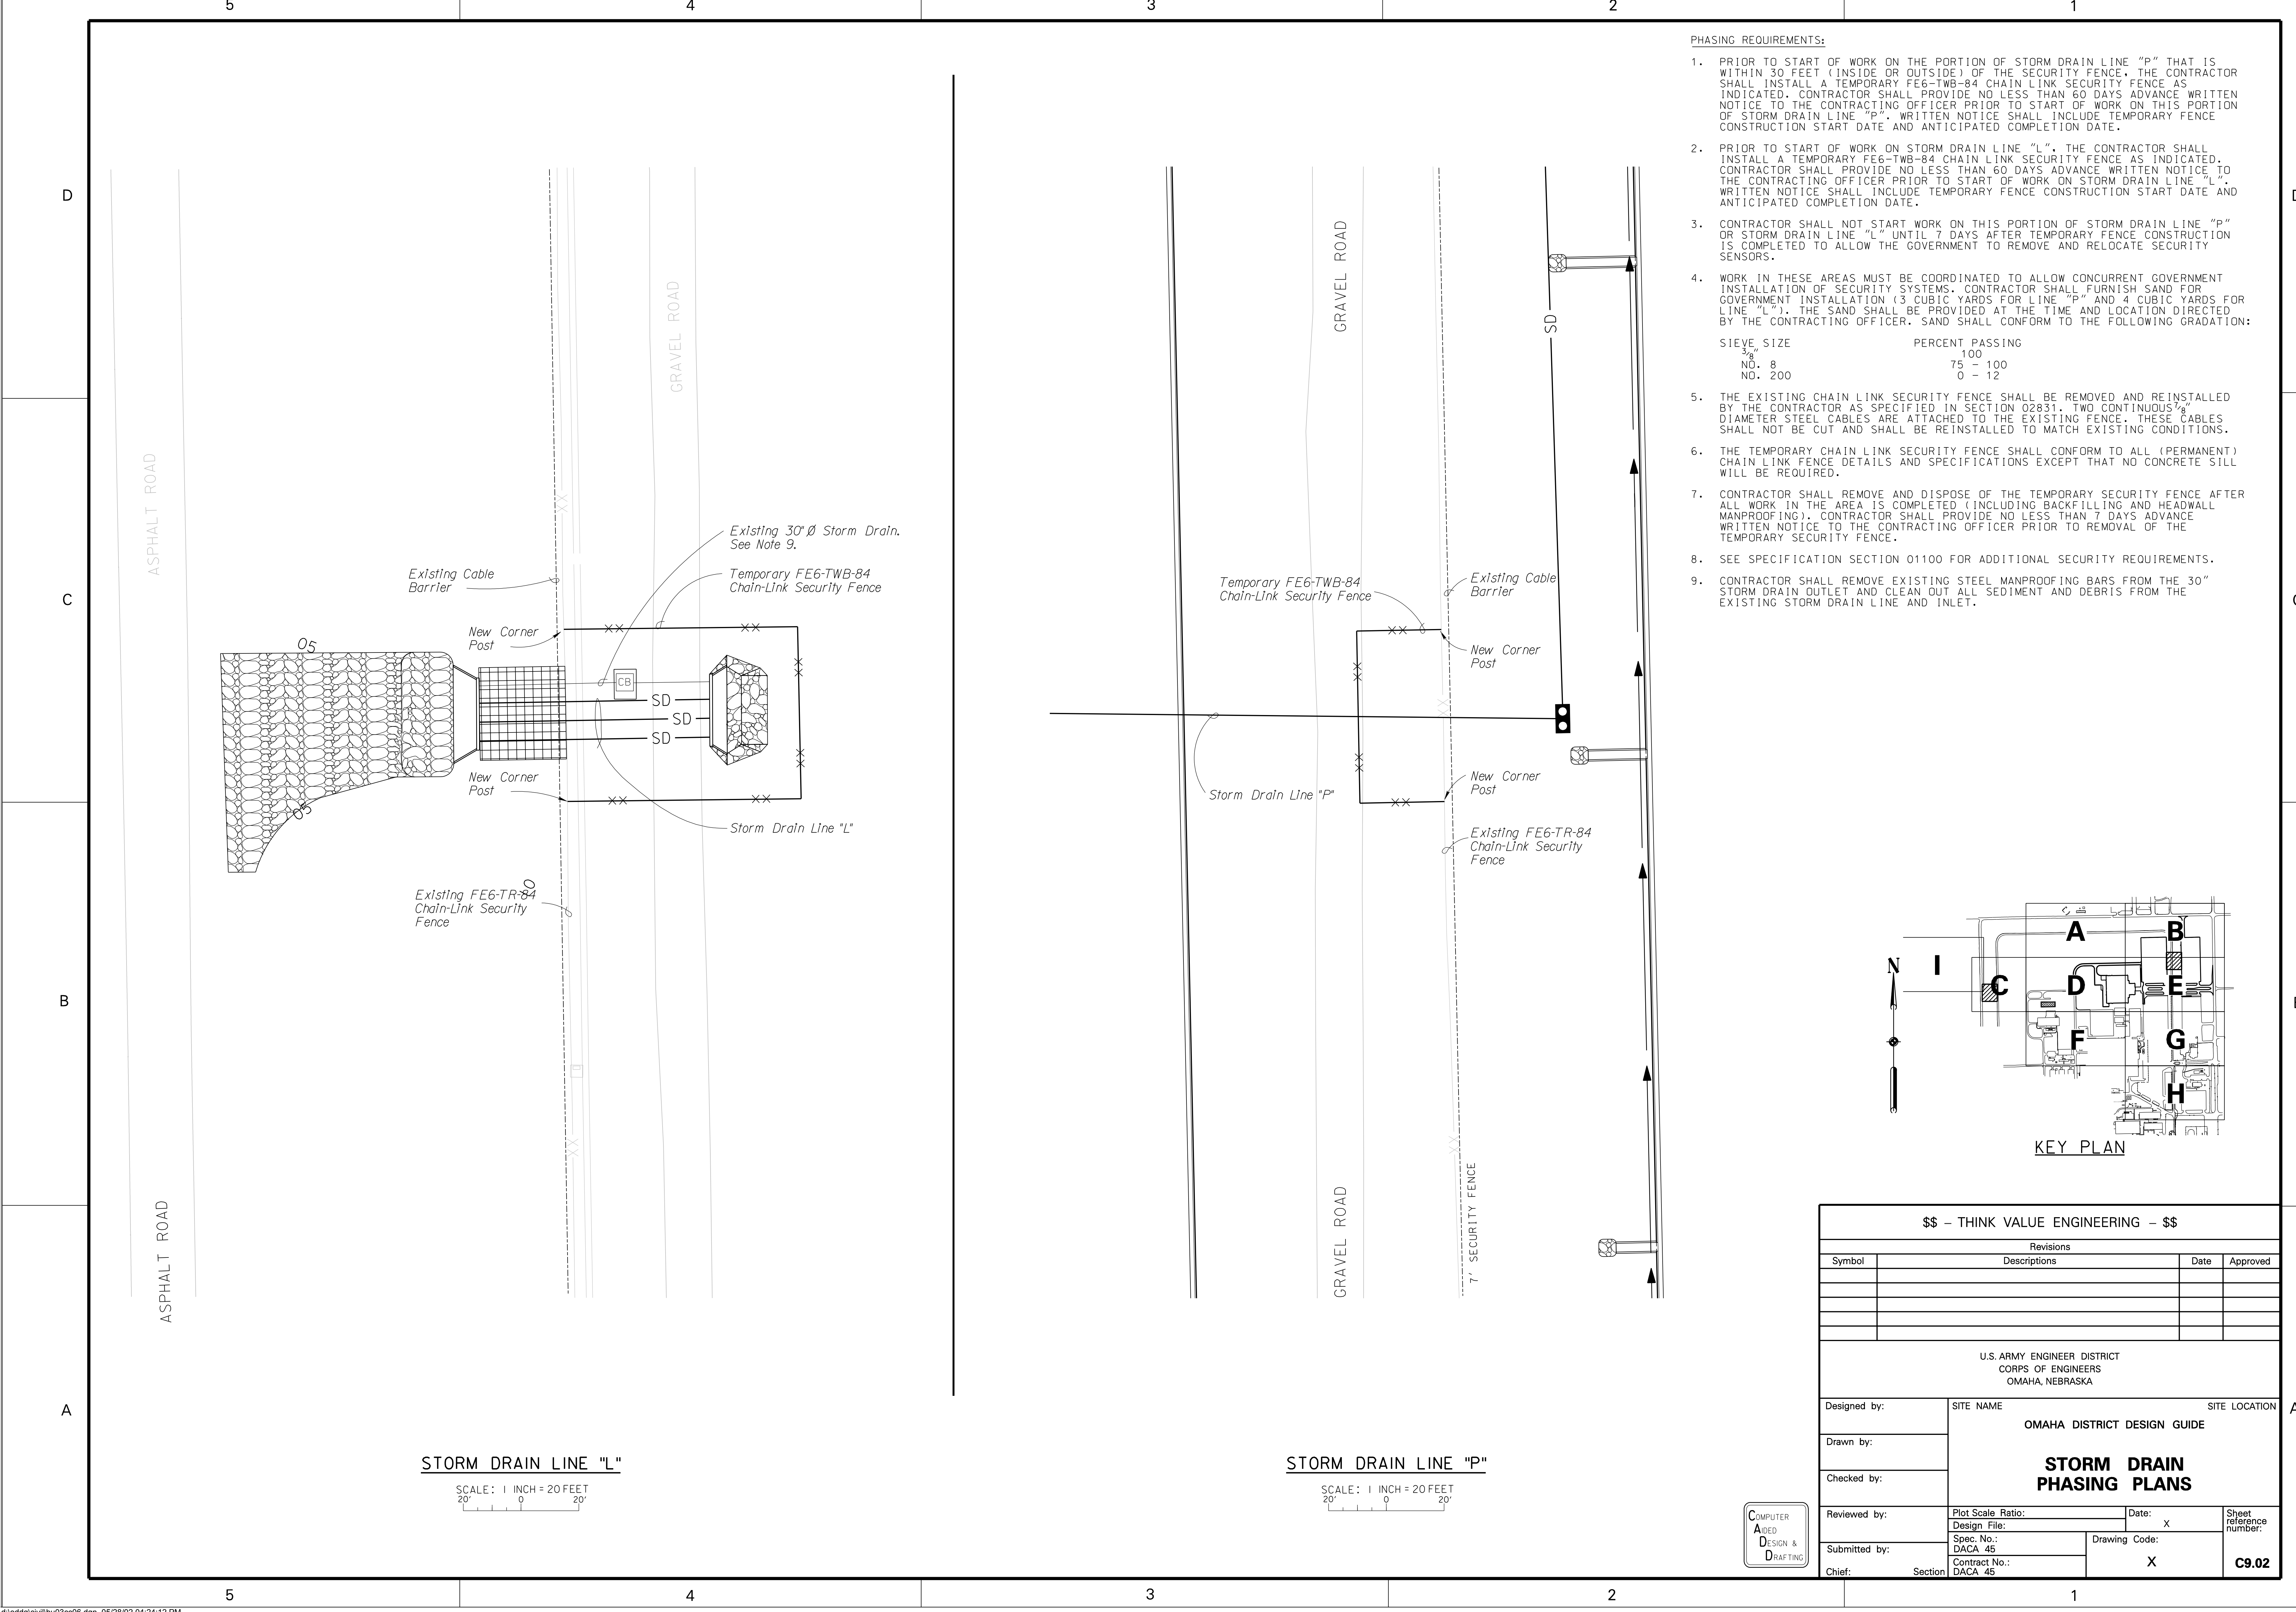 5 4 3 2 1
D
C
B
A
PHASING REQUIREMENTS:
1. PRIOR TO START OF WORK ON THE PORTION OF STORM DRAIN LINE "P" THAT IS
WITHIN 30 FEET (INSIDE OR OUTSIDE) OF THE SECURITY FENCE, THE CONTRACTOR
SHALL INSTALL A TEMPORARY FE6-TWB-84 CHAIN LINK SECURITY FENCE AS
INDICATED. CONTRACTOR SHALL PROVIDE NO LESS THAN 60 DAYS ADVANCE WRITTEN
NOTICE TO THE CONTRACTING OFFICER PRIOR TO START OF WORK ON THIS PORTION
OF STORM DRAIN LINE "P". WRITTEN NOTICE SHALL INCLUDE TEMPORARY FENCE
CONSTRUCTION START DATE AND ANTICIPATED COMPLETION DATE.
2. PRIOR TO START OF WORK ON STORM DRAIN LINE "L", THE CONTRACTOR SHALL
INSTALL A TEMPORARY FE6-TWB-84 CHAIN LINK SECURITY FENCE AS INDICATED.
CONTRACTOR SHALL PROVIDE NO LESS THAN 60 DAYS ADVANCE WRITTEN NOTICE TO
THE CONTRACTING OFFICER PRIOR TO START OF WORK ON STORM DRAIN LINE "L".
WRITTEN NOTICE SHALL INCLUDE TEMPORARY FENCE CONSTRUCTION START DATE AND
ANTICIPATED COMPLETION DATE.
3. CONTRACTOR SHALL NOT START WORK ON THIS PORTION OF STORM DRAIN LINE "P"
OR STORM DRAIN LINE "L" UNTIL 7 DAYS AFTER TEMPORARY FENCE CONSTRUCTION
IS COMPLETED TO ALLOW THE GOVERNMENT TO REMOVE AND RELOCATE SECURITY
SENSORS.
4. WORK IN THESE AREAS MUST BE COORDINATED TO ALLOW CONCURRENT GOVERNMENT
INSTALLATION OF SECURITY SYSTEMS. CONTRACTOR SHALL FURNISH SAND FOR
GOVERNMENT INSTALLATION (3 CUBIC YARDS FOR LINE "P" AND 4 CUBIC YARDS FOR
LINE "L"). THE SAND SHALL BE PROVIDED AT THE TIME AND LOCATION DIRECTED
BY THE CONTRACTING OFFICER. SAND SHALL CONFORM TO THE FOLLOWING GRADATION:
SIEVE SIZE PERCENT PASSING
3/8" 100
NO. 8 75 - 100
NO. 200 0 - 12
5. THE EXISTING CHAIN LINK SECURITY FENCE SHALL BE REMOVED AND REINSTALLED
BY THE CONTRACTOR AS SPECIFIED IN SECTION 02831. TWO CONTINUOUS 7/8"
DIAMETER STEEL CABLES ARE ATTACHED TO THE EXISTING FENCE. THESE CABLES
SHALL NOT BE CUT AND SHALL BE REINSTALLED TO MATCH EXISTING CONDITIONS.
6. THE TEMPORARY CHAIN LINK SECURITY FENCE SHALL CONFORM TO ALL (PERMANENT)
CHAIN LINK FENCE DETAILS AND SPECIFICATIONS EXCEPT THAT NO CONCRETE SILL
WILL BE REQUIRED.
7. CONTRACTOR SHALL REMOVE AND DISPOSE OF THE TEMPORARY SECURITY FENCE AFTER
ALL WORK IN THE AREA IS COMPLETED (INCLUDING BACKFILLING AND HEADWALL
MANPROOFING). CONTRACTOR SHALL PROVIDE NO LESS THAN 7 DAYS ADVANCE
WRITTEN NOTICE TO THE CONTRACTING OFFICER PRIOR TO REMOVAL OF THE
TEMPORARY SECURITY FENCE.
8. SEE SPECIFICATION SECTION 01100 FOR ADDITIONAL SECURITY REQUIREMENTS.
9. CONTRACTOR SHALL REMOVE EXISTING STEEL MANPROOFING BARS FROM THE 30"
STORM DRAIN OUTLET AND CLEAN OUT ALL SEDIMENT AND DEBRIS FROM THE
EXISTING STORM DRAIN LINE AND INLET.
ASPHALT ROAD
GRAVEL ROAD
Existing 30" Ø Storm Drain.
See Note 9.
Existing Cable
Barrier
Temporary FE6-TWB-84
Chain-Link Security Fence
New Corner
Post
05
CB
SD
SD
SD
New Corner
Post
05
Storm Drain Line "L"
Existing FE6-TR-84
Chain-Link Security
Fence
0
ASPHALT ROAD
GRAVEL ROAD
SD
Temporary FE6-TWB-84
Chain-Link Security Fence
Existing Cable
Barrier
New Corner
Post
New Corner
Post
Storm Drain Line "P"
Existing FE6-TR-84
Chain-Link Security
Fence
GRAVEL ROAD
7' SECURITY FENCE
STORM DRAIN LINE "L"
SCALE: 1 INCH = 20 FEET
20' 0 20'
STORM DRAIN LINE "P"
SCALE: 1 INCH = 20 FEET
20' 0 20'
N
A B
I C D E
F G
H
KEY PLAN
$$ – THINK VALUE ENGINEERING – $$
Revisions
Symbol Descriptions Date Approved
U.S. ARMY ENGINEER DISTRICT
CORPS OF ENGINEERS
OMAHA, NEBRASKA
Designed by:
SITE NAME SITE LOCATION
OMAHA DISTRICT DESIGN GUIDE
Drawn by:
STORM DRAIN
PHASING PLANS
Checked by:
Reviewed by:
Plot Scale Ratio:
Date:
X
Sheet
reference
number:
Design File:
Spec. No.:
DACA 45
Drawing Code:
X
Submitted by:
Contract No.:
DACA 45
C9.02
Chief: Section
COMPUTER
AIDED
DESIGN &
DRAFTING
5 4 3 2 1